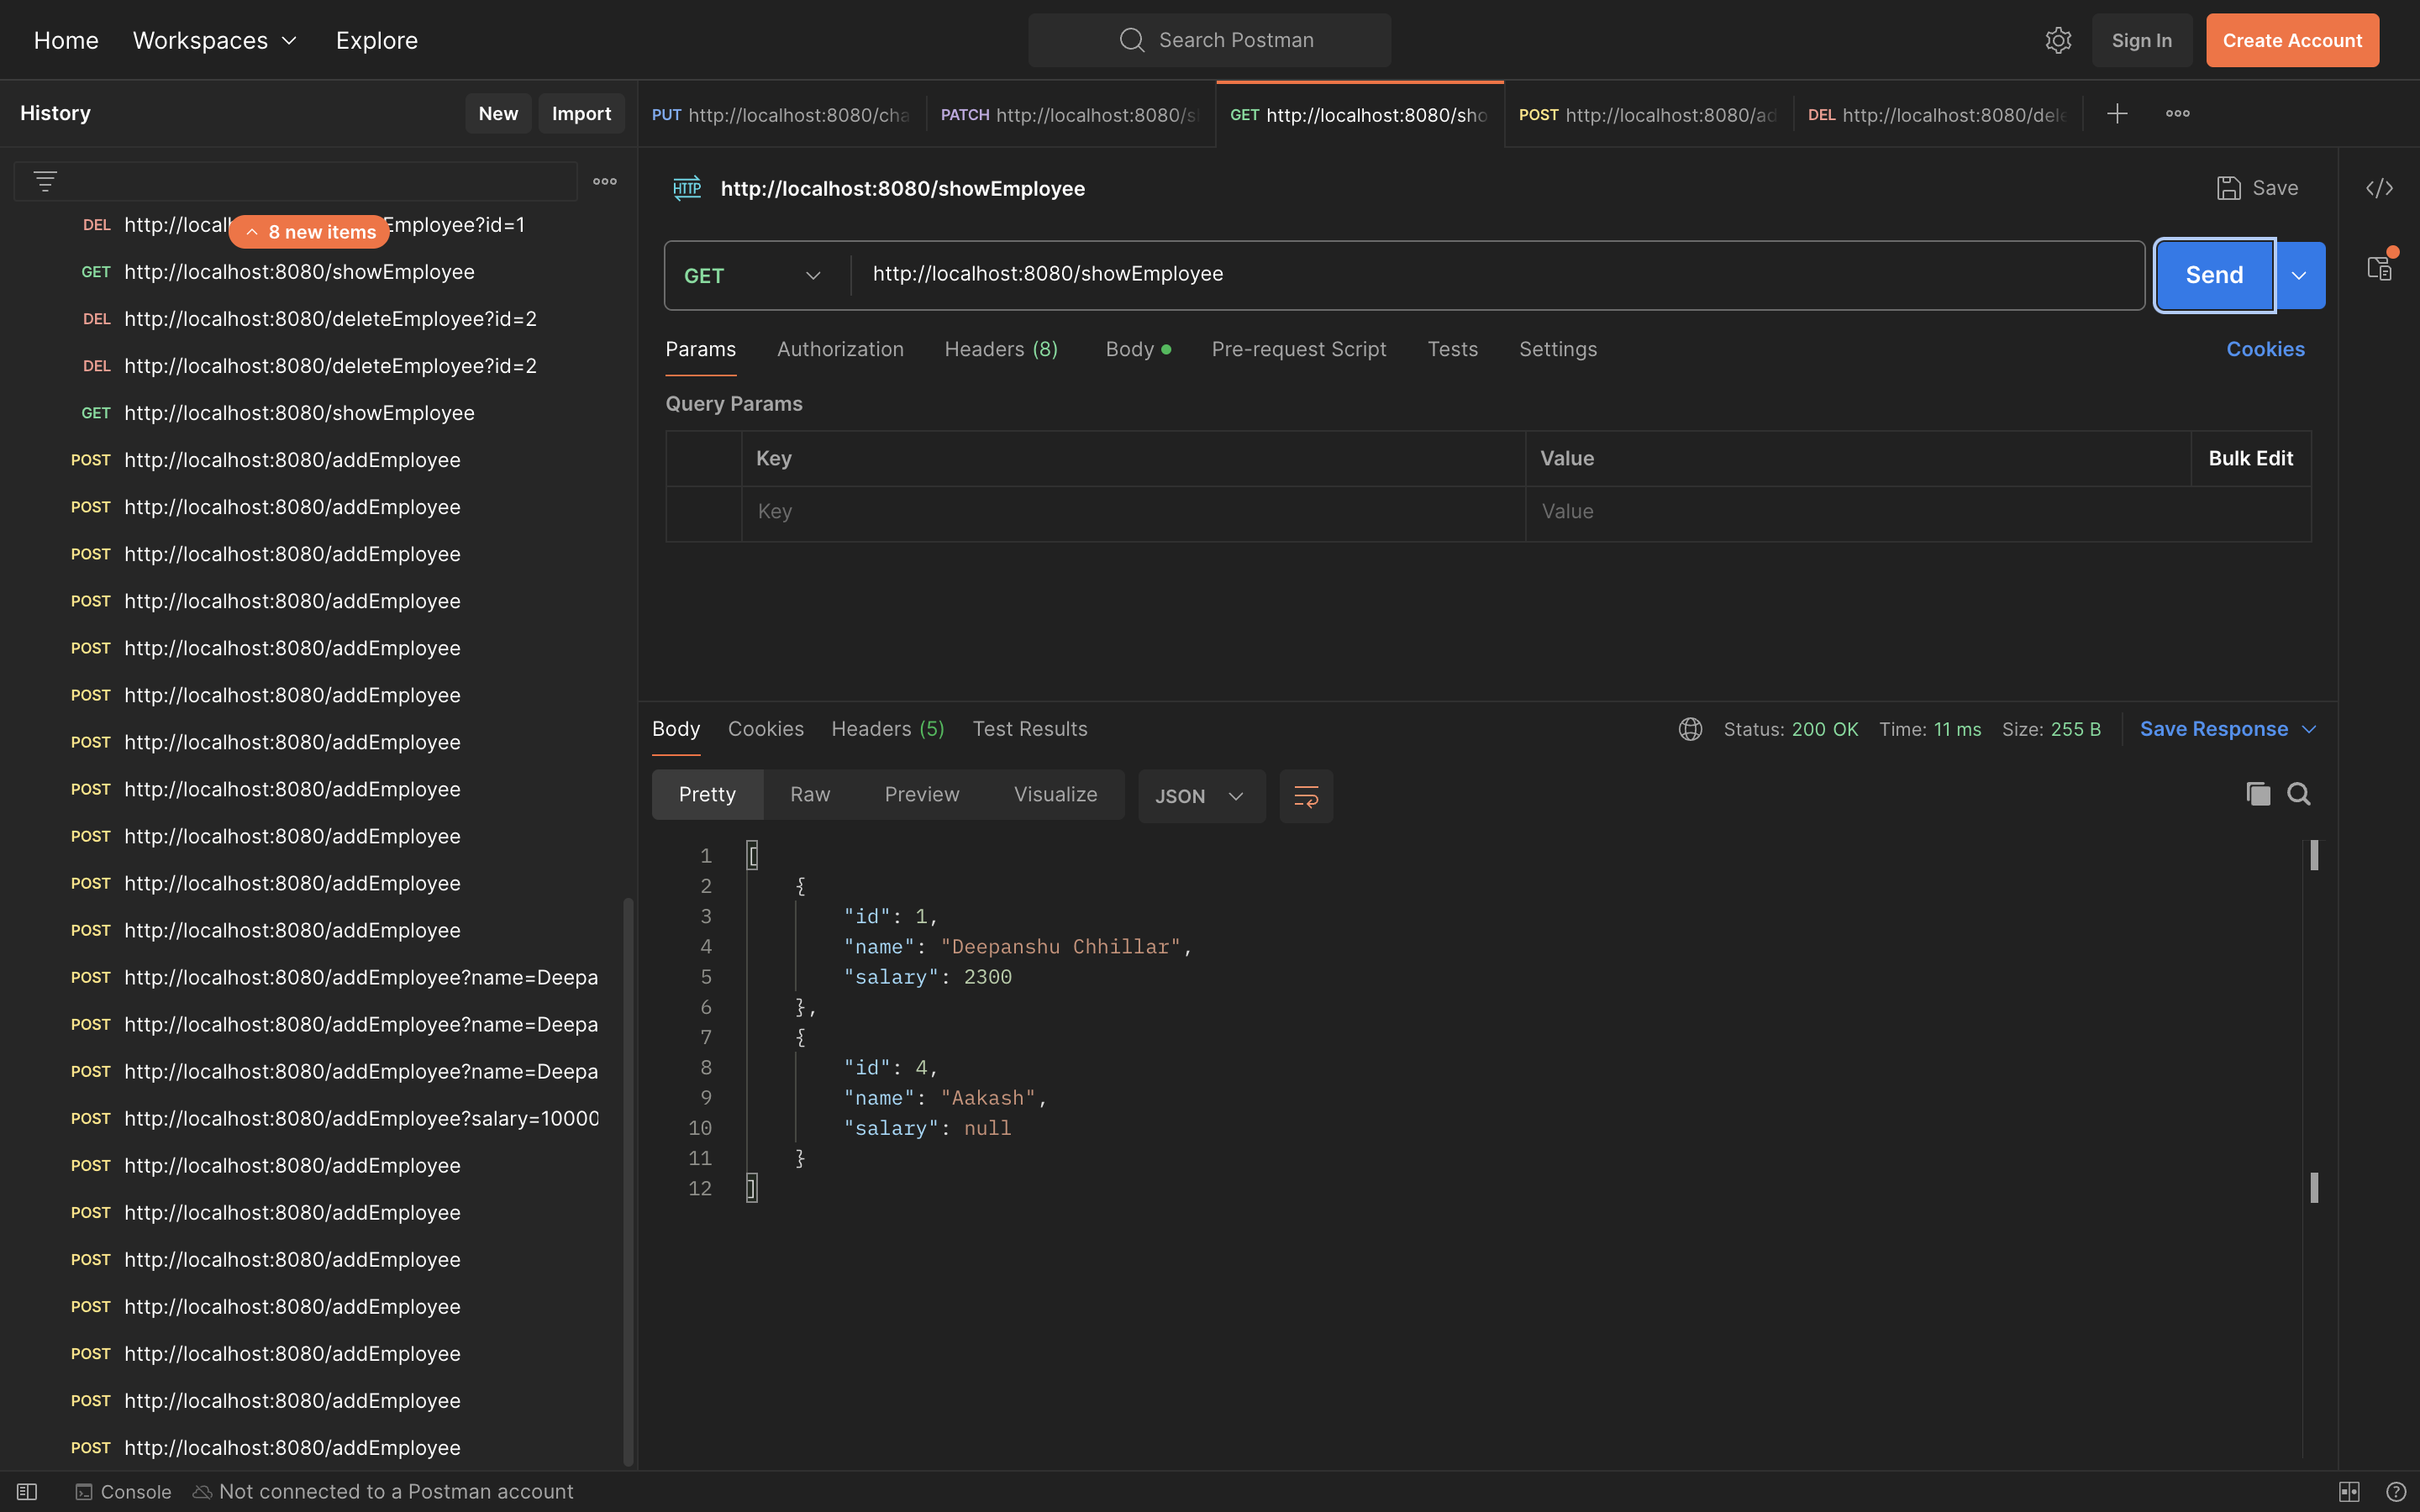 Home Workspaces Explore Search Postman Sign In Create Account
History New Import
PUT http://localhost:8080/cha PATCH http://localhost:8080/s GET http://localhost:8080/sho POST http://localhost:8080/ad DEL http://localhost:8080/dele
DEL http://local Employee?id=1
8 new items
GET http://localhost:8080/showEmployee
DEL http://localhost:8080/deleteEmployee?id=2
DEL http://localhost:8080/deleteEmployee?id=2
GET http://localhost:8080/showEmployee
POST http://localhost:8080/addEmployee
POST http://localhost:8080/addEmployee
POST http://localhost:8080/addEmployee
POST http://localhost:8080/addEmployee
POST http://localhost:8080/addEmployee
POST http://localhost:8080/addEmployee
POST http://localhost:8080/addEmployee
POST http://localhost:8080/addEmployee
POST http://localhost:8080/addEmployee
POST http://localhost:8080/addEmployee
POST http://localhost:8080/addEmployee
POST http://localhost:8080/addEmployee?name=Deepa
POST http://localhost:8080/addEmployee?name=Deepa
POST http://localhost:8080/addEmployee?name=Deepa
POST http://localhost:8080/addEmployee?salary=10000
POST http://localhost:8080/addEmployee
POST http://localhost:8080/addEmployee
POST http://localhost:8080/addEmployee
POST http://localhost:8080/addEmployee
POST http://localhost:8080/addEmployee
POST http://localhost:8080/addEmployee
POST http://localhost:8080/addEmployee
HTTP http://localhost:8080/showEmployee Save
GET http://localhost:8080/showEmployee Send
Params Authorization Headers (8) Body Pre-request Script Tests Settings Cookies
Query Params
Key Value Bulk Edit
Key Value
Body Cookies Headers (5) Test Results Status: 200 OK Time: 11 ms Size: 255 B Save Response
Pretty Raw Preview Visualize JSON
1 [
2 {
3 "id": 1,
4 "name": "Deepanshu Chhillar",
5 "salary": 2300
6 },
7 {
8 "id": 4,
9 "name": "Aakash",
10 "salary": null
11 }
12 ]
Console Not connected to a Postman account